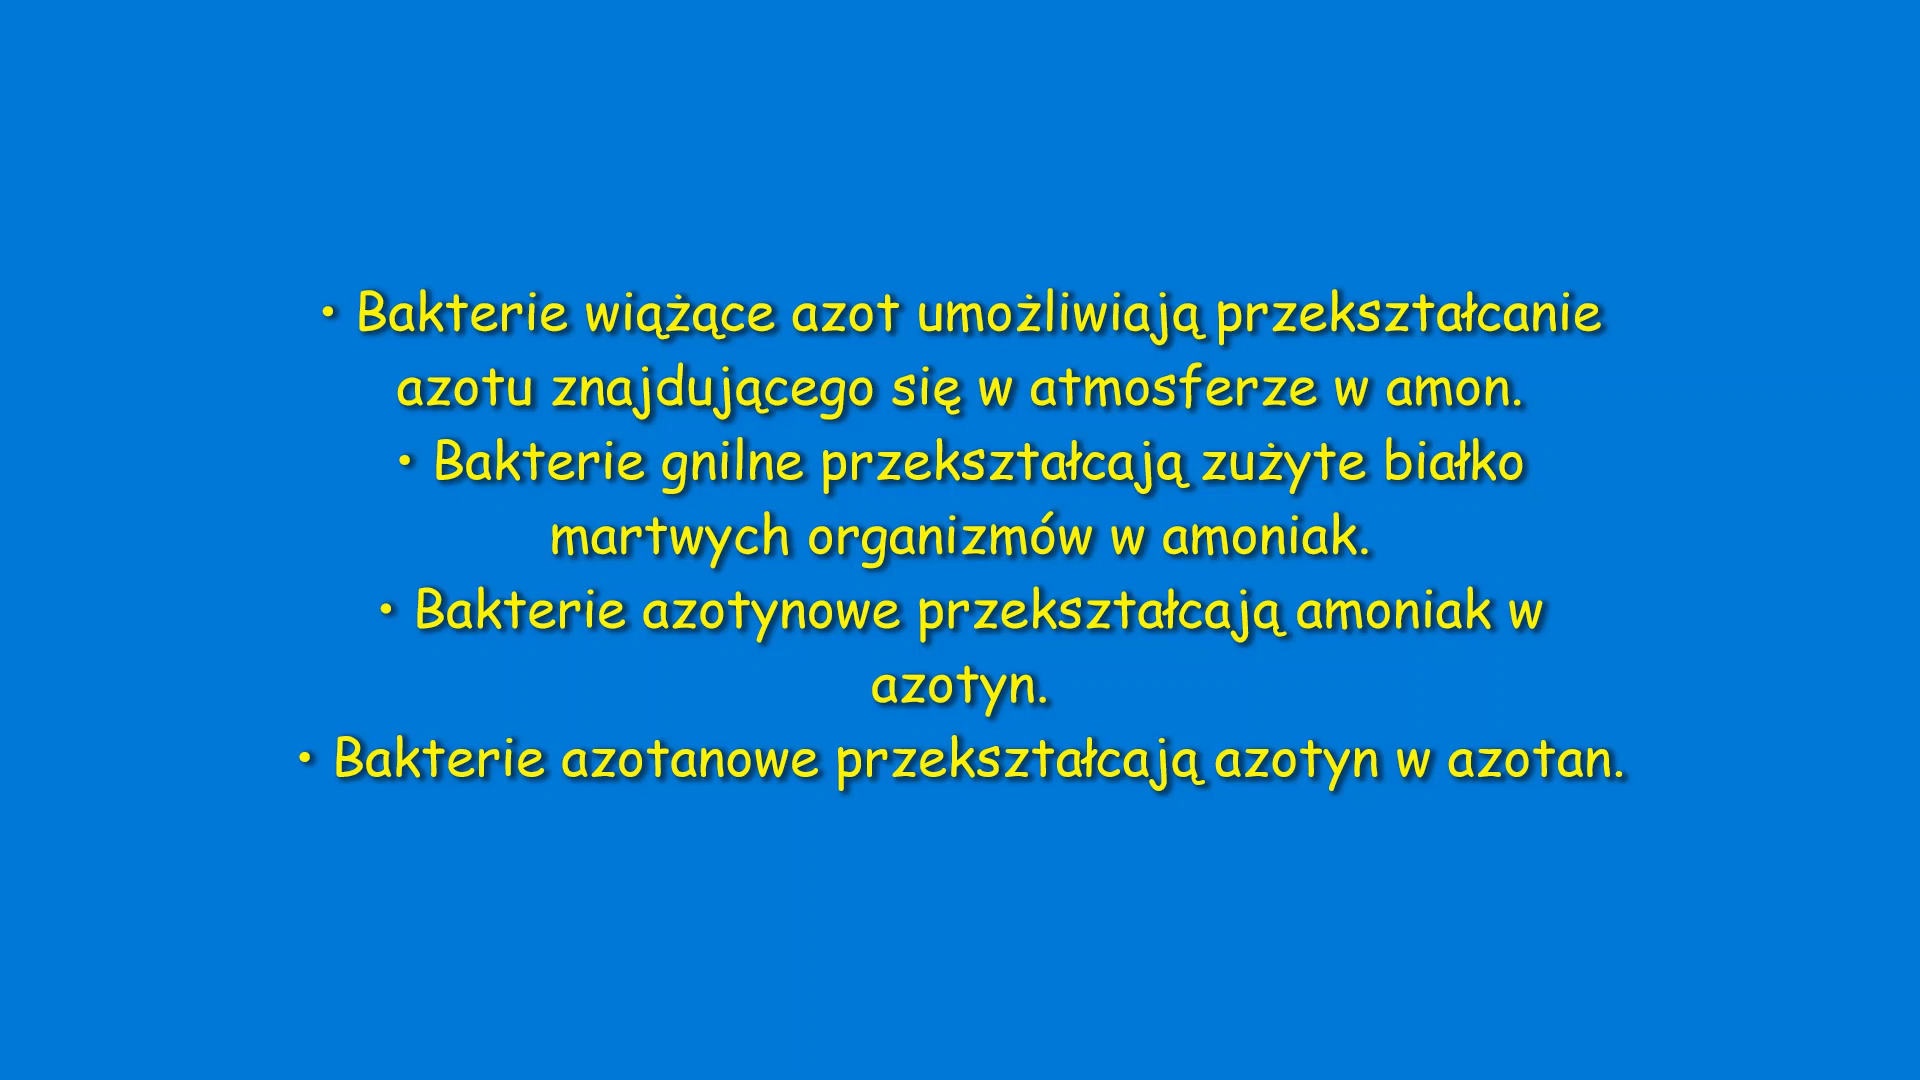 • Bakterie wiążące azot umożliwiają przekształcanie
azotu znajdującego się w atmosferze w amon.
• Bakterie gnilne przekształcają zużyte białko
martwych organizmów w amoniak.
• Bakterie azotynowe przekształcają amoniak w
azotyn.
• Bakterie azotanowe przekształcają azotyn w azotan.